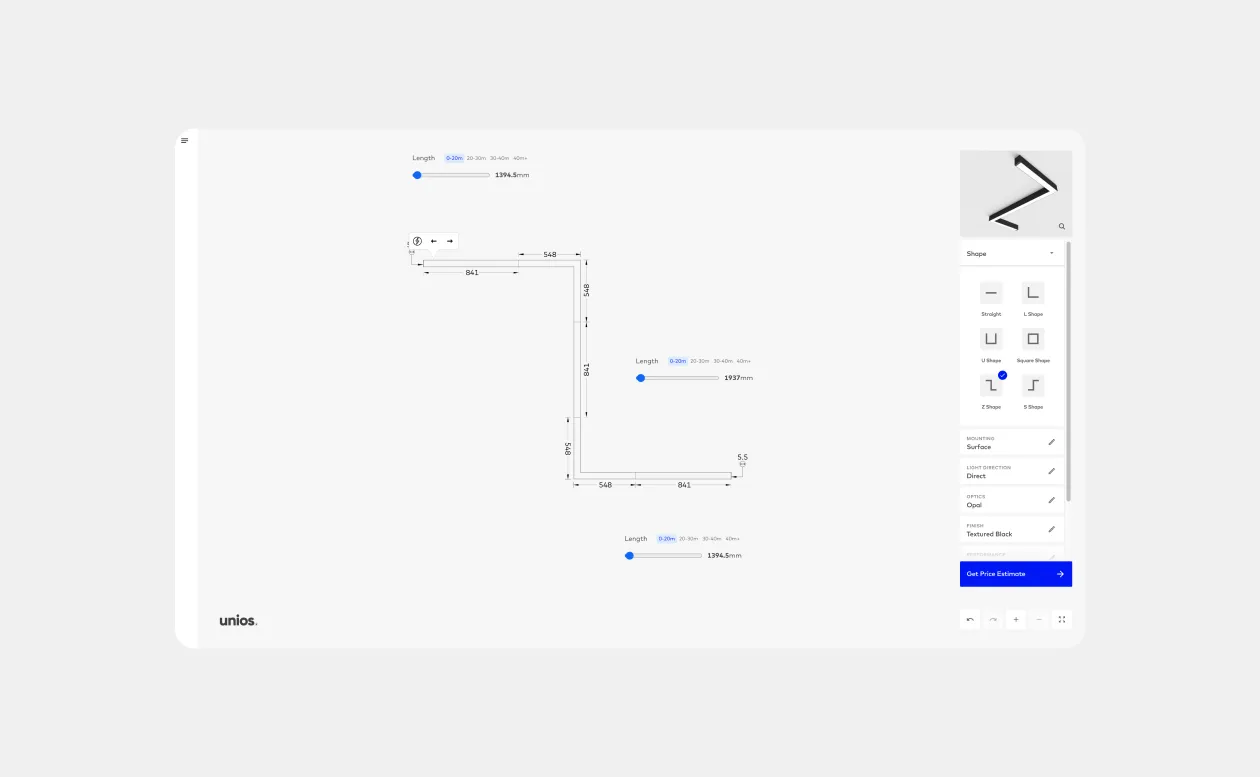 Length 0-20m 20-30m 30-40m 40m+
1394.5mm
548
841
548
841
Length 0-20m 20-30m 30-40m 40m+
1937mm
548
5.5
548
841
Length 0-20m 20-30m 30-40m 40m+
1394.5mm
unios.
Shape
Straight
L Shape
U Shape
Square Shape
Z Shape
S Shape
MOUNTING
Surface
LIGHT DIRECTION
Direct
OPTICS
Opal
FINISH
Textured Black
Get Price Estimate